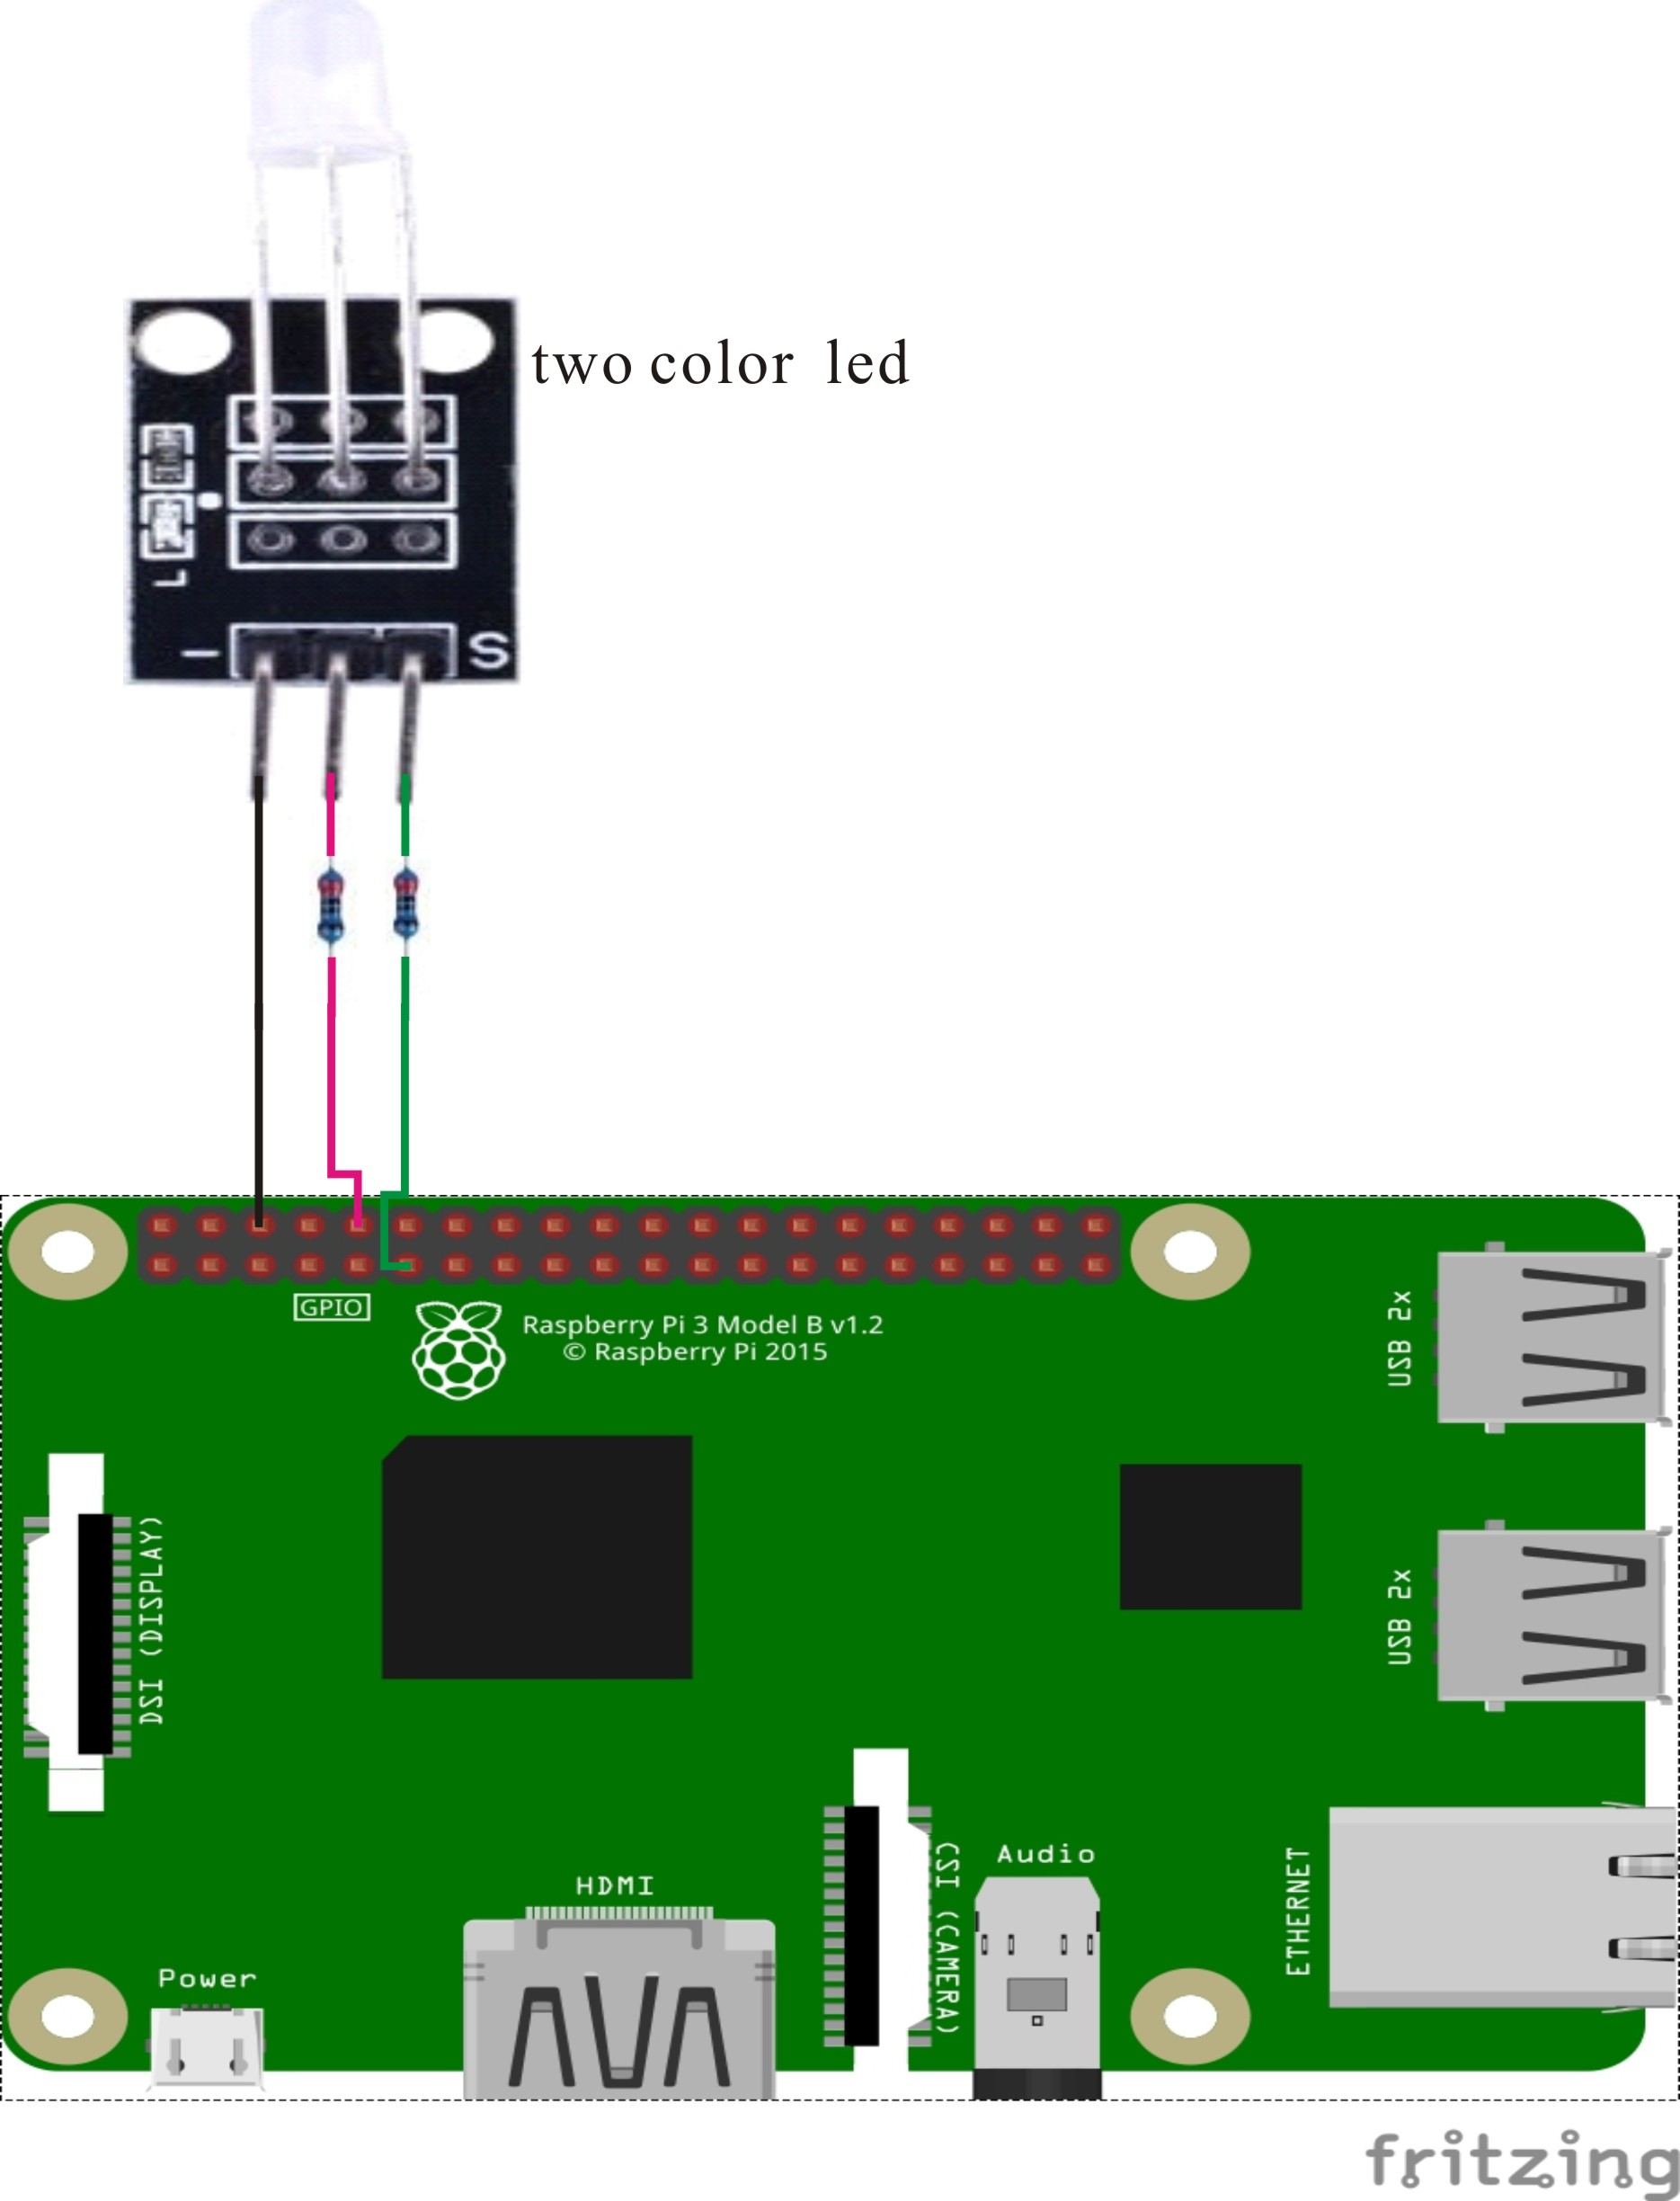 two color led
L
– S
GPIO
Raspberry Pi 3 Model B v1.2
© Raspberry Pi 2015
USB 2x
DSI (DISPLAY)
USB 2x
CSI (CAMERA)
Audio
ETHERNET
HDMI
Power
fritzing